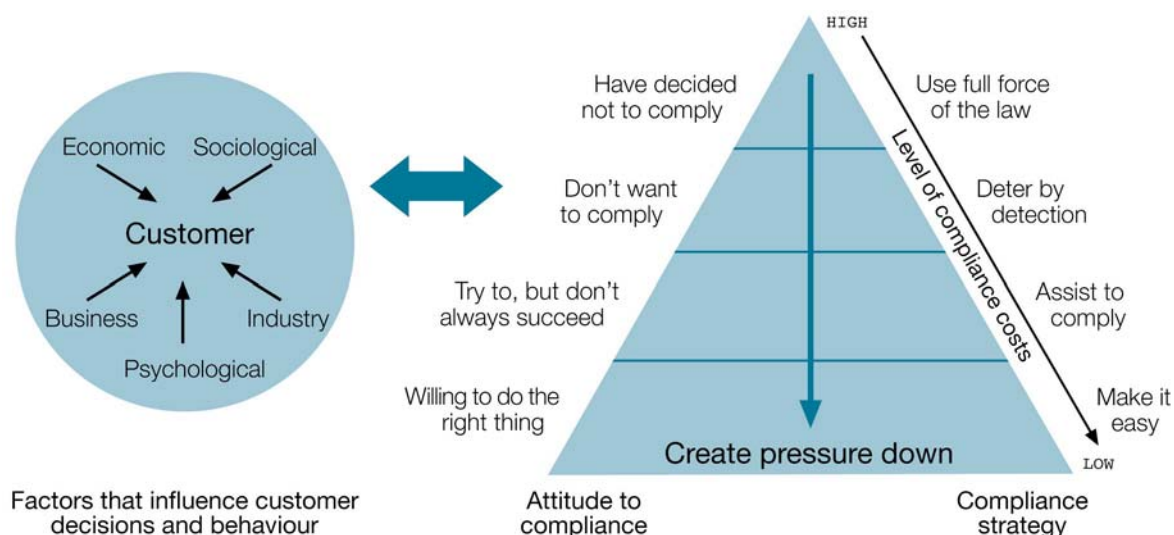 Economic
Sociological
Customer
Business
Industry
Psychological
Factors that influence customer
decisions and behaviour
HIGH
Have decided
not to comply
Use full force
of the law
Don't want
to comply
Deter by
detection
Level of compliance costs
Try to, but don't
always succeed
Assist to
comply
Willing to do the
right thing
Make it
easy
Create pressure down
LOW
Attitude to
compliance
Compliance
strategy